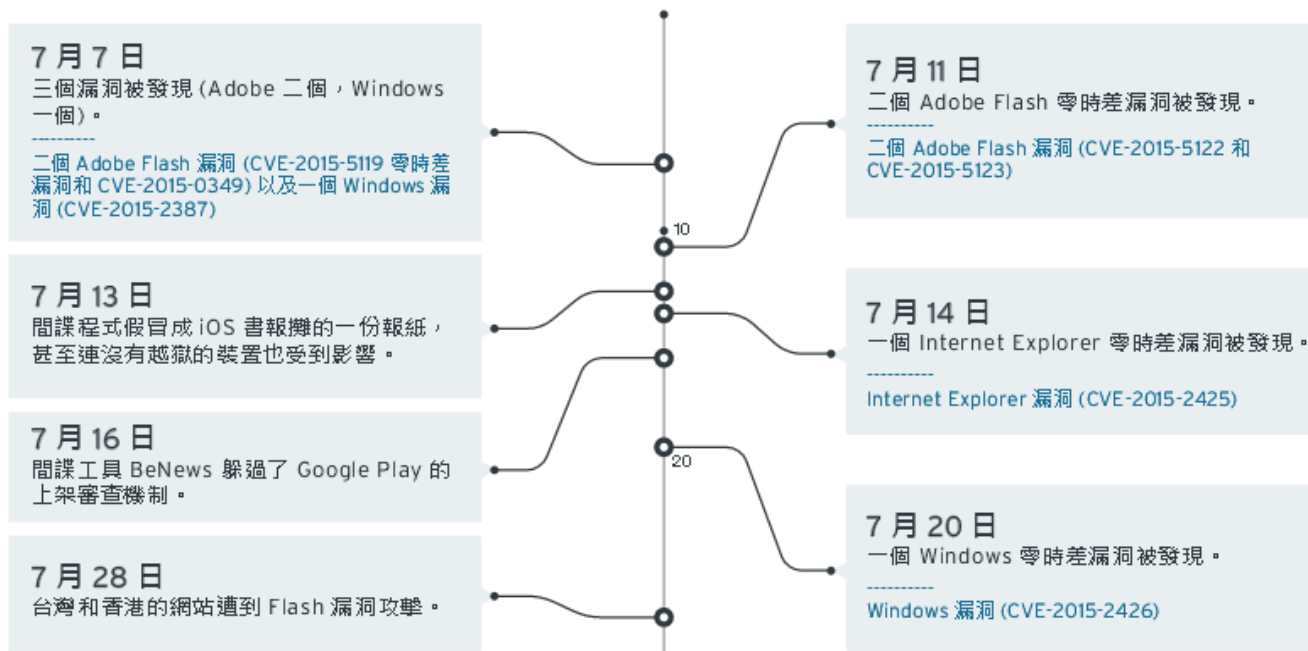 7 月 7 日
三個漏洞被發現 (Adobe 二個，Windows
一個)。
----------
二個 Adobe Flash 漏洞 (CVE-2015-5119 零時差
漏洞和 CVE-2015-0349) 以及一個 Windows 漏
洞 (CVE-2015-2387)
7 月 11 日
二個 Adobe Flash 零時差漏洞被發現。
----------
二個 Adobe Flash 漏洞 (CVE-2015-5122 和
CVE-2015-5123)
10
7 月 13 日
間諜程式假冒成 iOS 書報攤的一份報紙，
甚至連沒有越獄的裝置也受到影響。
7 月 14 日
一個 Internet Explorer 零時差漏洞被發現。
----------
Internet Explorer 漏洞 (CVE-2015-2425)
7 月 16 日
間諜工具 BeNews 躲過了 Google Play 的
上架審查機制。
20
7 月 20 日
一個 Windows 零時差漏洞被發現。
----------
Windows 漏洞 (CVE-2015-2426)
7 月 28 日
台灣和香港的網站遭到 Flash 漏洞攻擊。